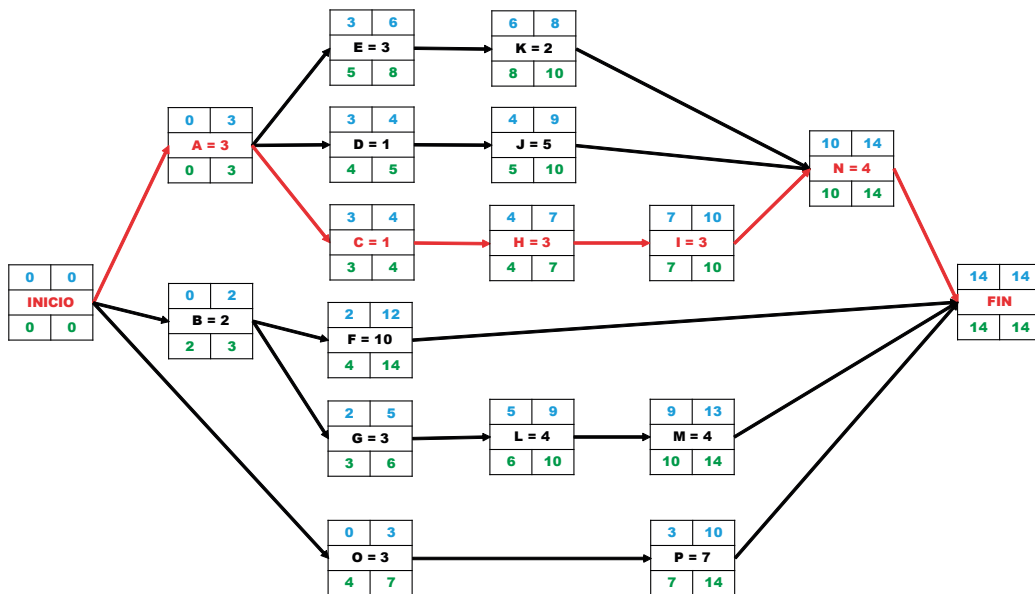 3 6
E = 3
5 8
6 8
K = 2
8 10
0 3
A = 3
0 3
3 4
D = 1
4 5
4 9
J = 5
5 10
10 14
N = 4
10 14
3 4
C = 1
3 4
4 7
H = 3
4 7
7 10
I = 3
7 10
0 0
INICIO
0 0
14 14
FIN
14 14
0 2
B = 2
2 3
2 12
F = 10
4 14
2 5
G = 3
3 6
5 9
L = 4
6 10
9 13
M = 4
10 14
0 3
O = 3
4 7
3 10
P = 7
7 14